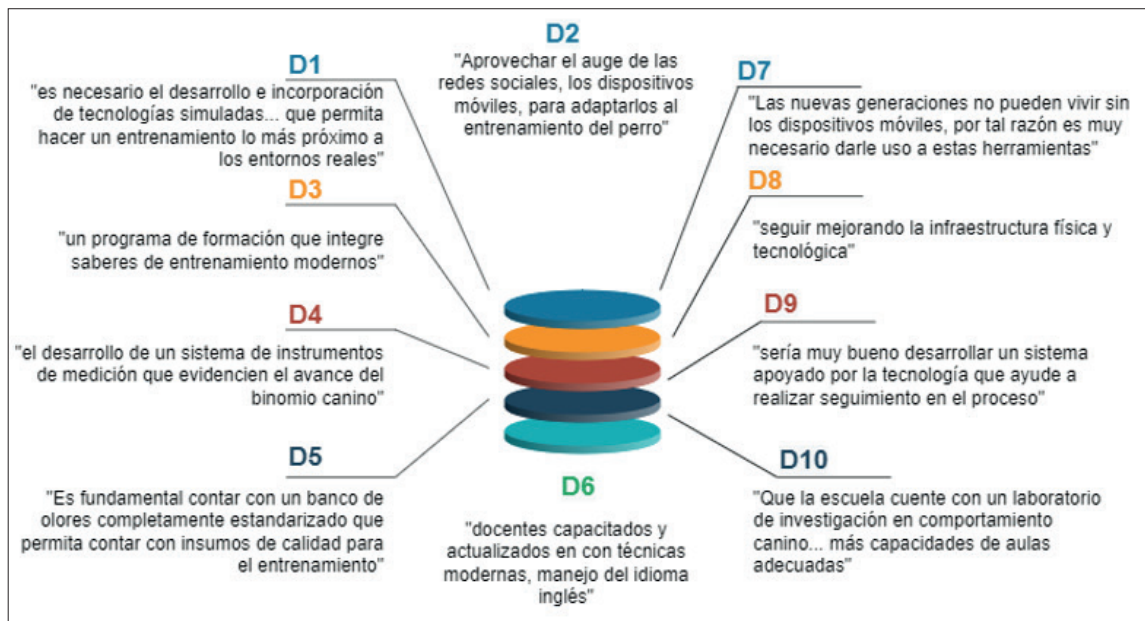 D1
"es necesario el desarrollo e incorporación
de tecnologías simuladas... que permita
hacer un entrenamiento lo más próximo a
los entornos reales"
D2
"Aprovechar el auge de las
redes sociales, los dispositivos
móviles, para adaptarlos al
entrenamiento del perro"
D7
"Las nuevas generaciones no pueden vivir sin
los dispositivos móviles, por tal razón es muy
necesario darle uso a estas herramientas"
D3
"un programa de formación que integre
saberes de entrenamiento modernos"
D8
"seguir mejorando la infraestructura física y
tecnológica"
D4
"el desarrollo de un sistema de instrumentos
de medición que evidencien el avance del
binomio canino"
D9
"sería muy bueno desarrollar un sistema
apoyado por la tecnología que ayude a
realizar seguimiento en el proceso"
D5
"Es fundamental contar con un banco de
olores completamente estandarizado que
permita contar con insumos de calidad para
el entrenamiento"
D6
"docentes capacitados y
actualizados en con técnicas
modernas, manejo del idioma
inglés"
D10
"Que la escuela cuente con un laboratorio
de investigación en comportamiento
canino... más capacidades de aulas
adecuadas"